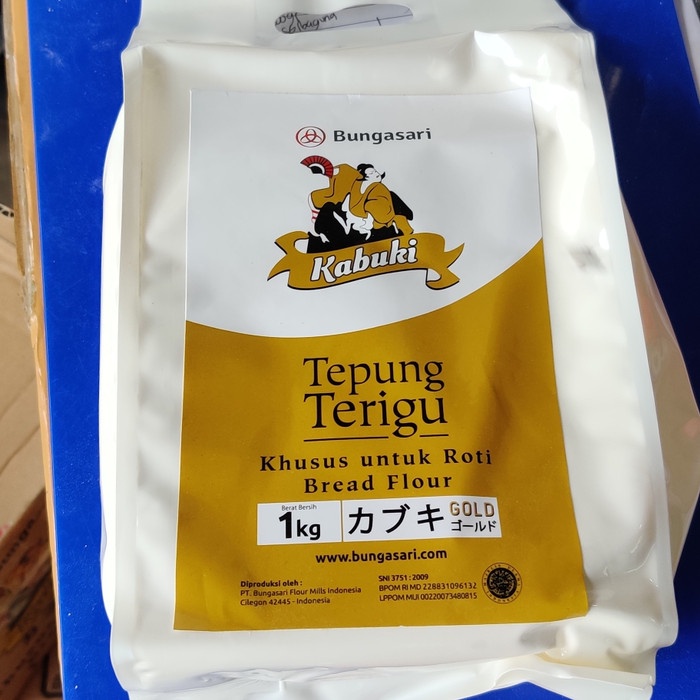 Bungasari
Kabuki
Tepung
Terigu
Khusus untuk Roti
Bread Flour
Berat Bersih
1kg
カブキ
GOLD
ゴールド
www.bungasari.com
Diproduksi oleh :
PT. Bungasari Flour Mills Indonesia
Cilegon 42445 - Indonesia
SNI 3751 : 2009
BPOM RI MD 228831096132
LPPOM MUI 00220073480815